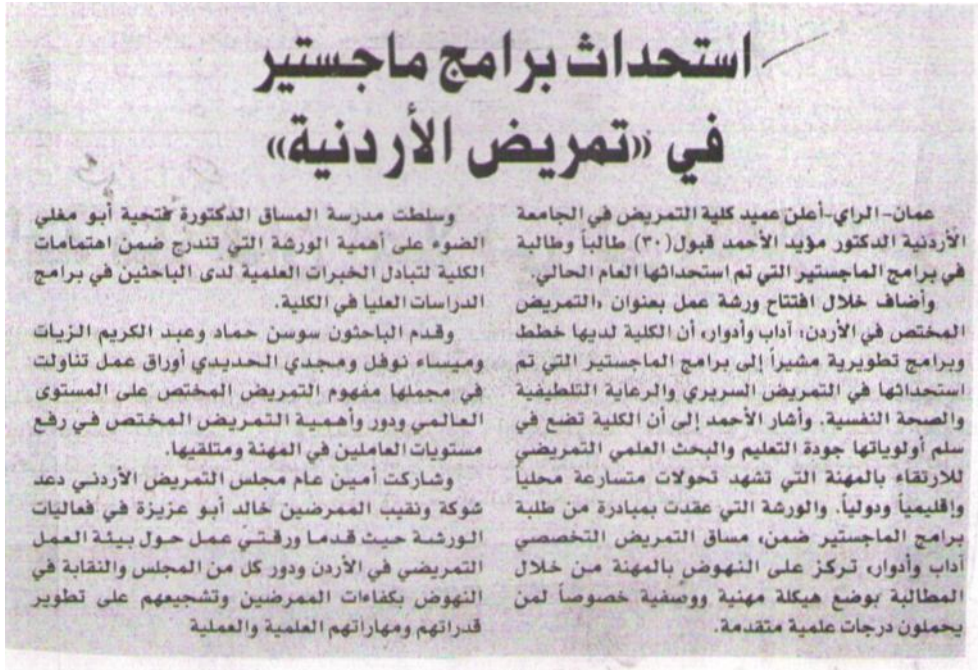 استحداث برامج ماجستير
في «تمريض الأردنية»
عمان- الراي-أعلن عميد كلية التمريض في الجامعة
الأردنية الدكتور مؤيد الأحمد قبول(٣٠) طالباً وطالبة
في برامج الماجستير التي تم استحداثها العام الحالي.
وأضاف خلال افتتاح ورشة عمل بعنوان «التمريض
المختص في الأردن: آداب وأدوار» أن الكلية لديها خطط
وبرامج تطويرية مشيراً إلى برامج الماجستير التي تم
استحداثها في التمريض السريري والرعاية التلطيفية
والصحة النفسية. وأشار الأحمد إلى أن الكلية تضع في
سلم أولوياتها جودة التعليم والبحث العلمي التمريضي
للارتقاء بالمهنة التي تشهد تحولات متسارعة محلياً
وإقليمياً ودولياً. والورشة التي عقدت بمبادرة من طلبة
برامج الماجستير ضمن، مساق التمريض التخصصي
آداب وأدوار، تركز على النهوض بالمهنة من خلال
المطالبة بوضع هيكلة مهنية ووصفية خصوصاً لمن
يحملون درجات علمية متقدمة.
وسلطت مدرسة المساق الدكتورة فتحية أبو مغلي
الضوء على أهمية الورشة التي تندرج ضمن اهتمامات
الكلية لتبادل الخبرات العلمية لدى الباحثين في برامج
الدراسات العليا في الكلية.
وقدم الباحثون سوسن حماد وعبد الكريم الزيات
وميساء نوفل ومجدي الحديدي أوراق عمل تناولت
في مجملها مفهوم التمريض المختص على المستوى
العالمي ودور وأهمية التمريض المختص في رفع
مستويات العاملين في المهنة ومتلقيها.
وشاركت أمين عام مجلس التمريض الأردني دعد
شوكة ونقيب الممرضين خالد أبو عزيزة في فعاليات
الورشة حيث قدما ورقتي عمل حول بيئة العمل
التمريضي في الأردن ودور كل من المجلس والنقابة في
النهوض بكفاءات الممرضين وتشجيعهم على تطوير
قدراتهم ومهاراتهم العلمية والعملية